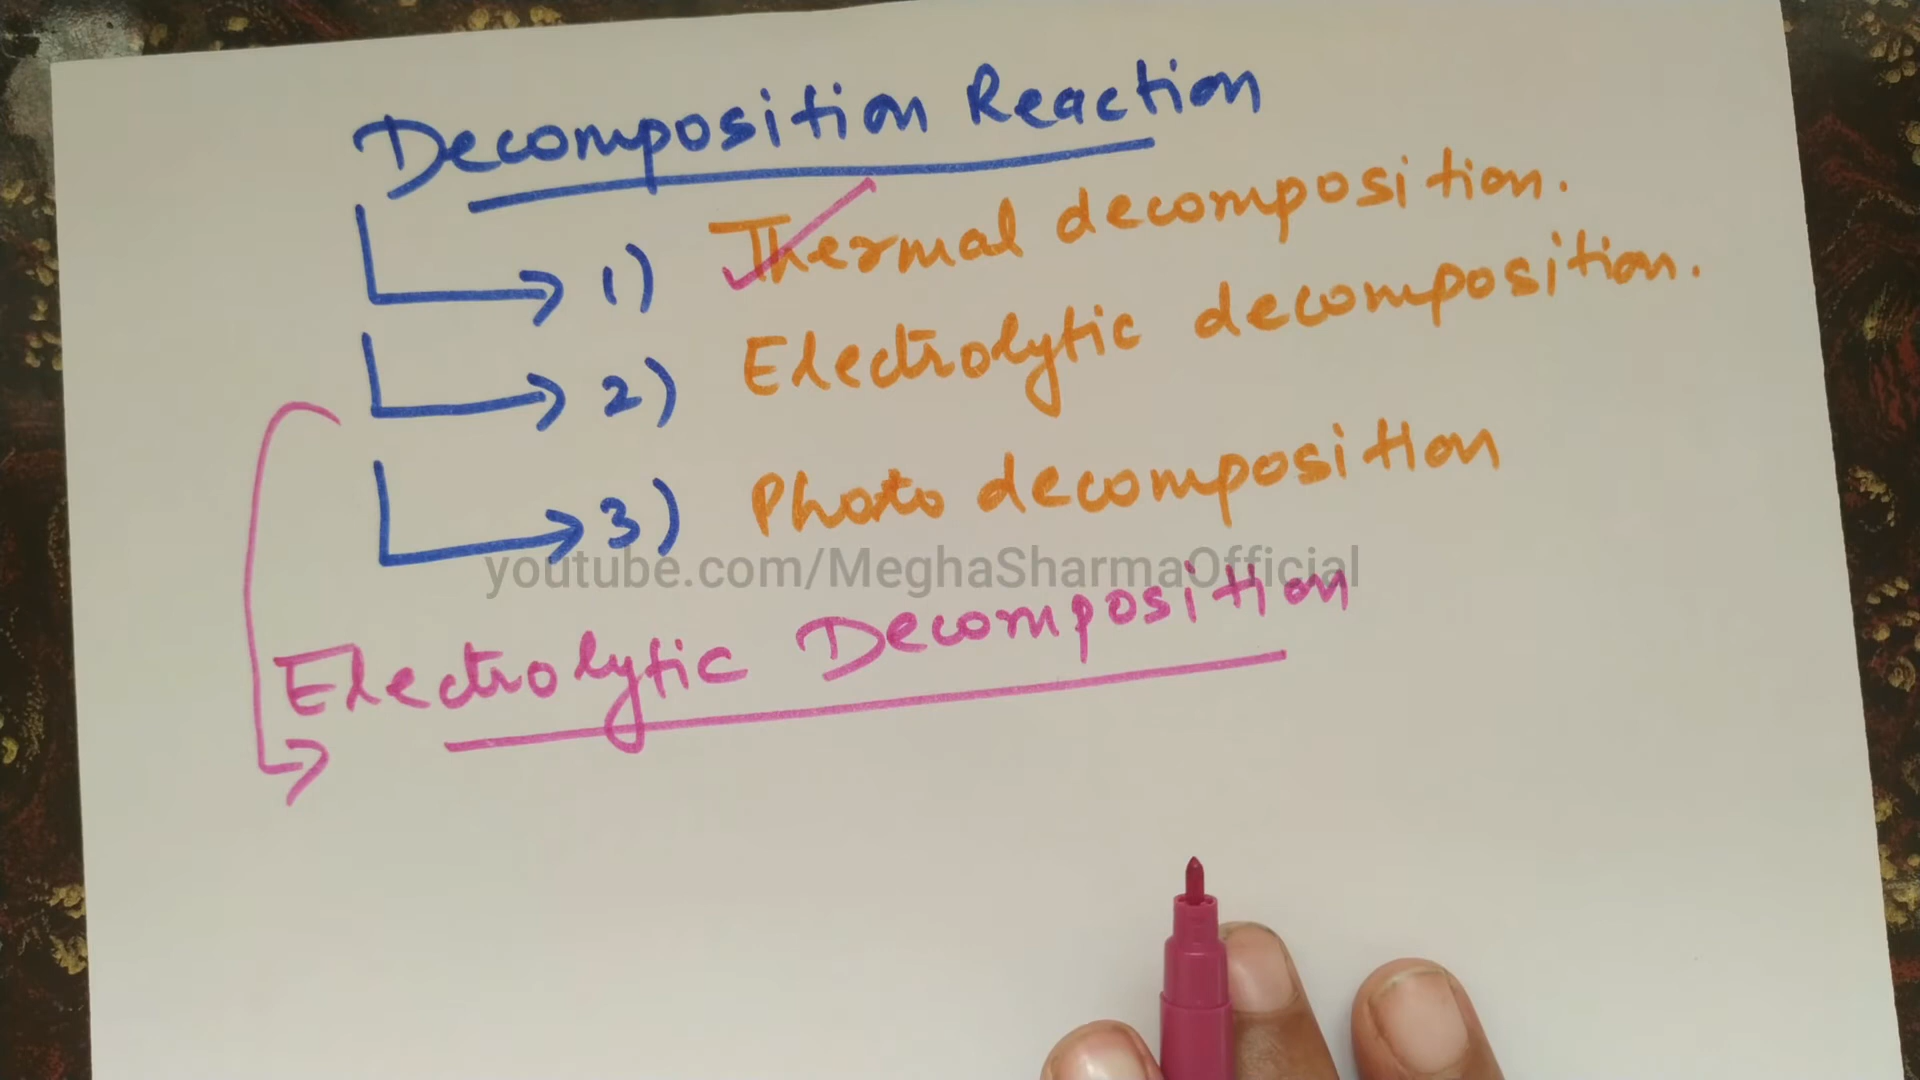 Decomposition Reaction
1) Thermal decomposition.
2) Electrolytic decomposition.
3) Photo decomposition
youtube.com/MeghaSharmaOfficial
Electrolytic Decomposition